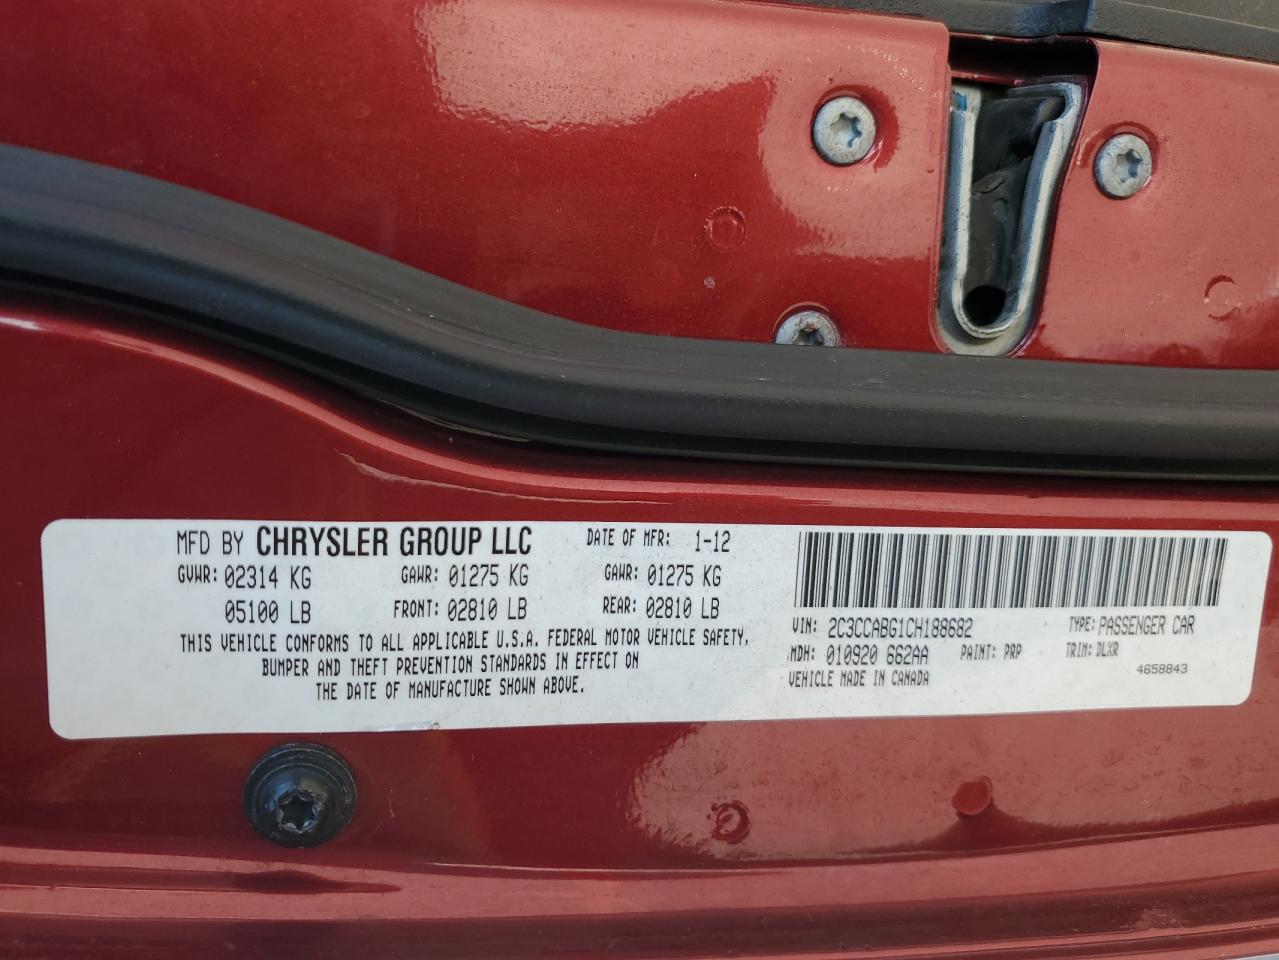 MFD BY CHRYSLER GROUP LLC DATE OF MFR: 1-12
GVWR: 02314 KG GAWR: 01275 KG GAWR: 01275 KG
05100 LB FRONT: 02810 LB REAR: 02810 LB
THIS VEHICLE CONFORMS TO ALL APPLICABLE U.S.A. FEDERAL MOTOR VEHICLE SAFETY,
BUMPER AND THEFT PREVENTION STANDARDS IN EFFECT ON
THE DATE OF MANUFACTURE SHOWN ABOVE.
VIN: 2C3CCABG1CH188682 TYPE: PASSENGER CAR
MDH: 010920 662AA PAINT: PRP TRIM: DLXR
VEHICLE MADE IN CANADA 4658843